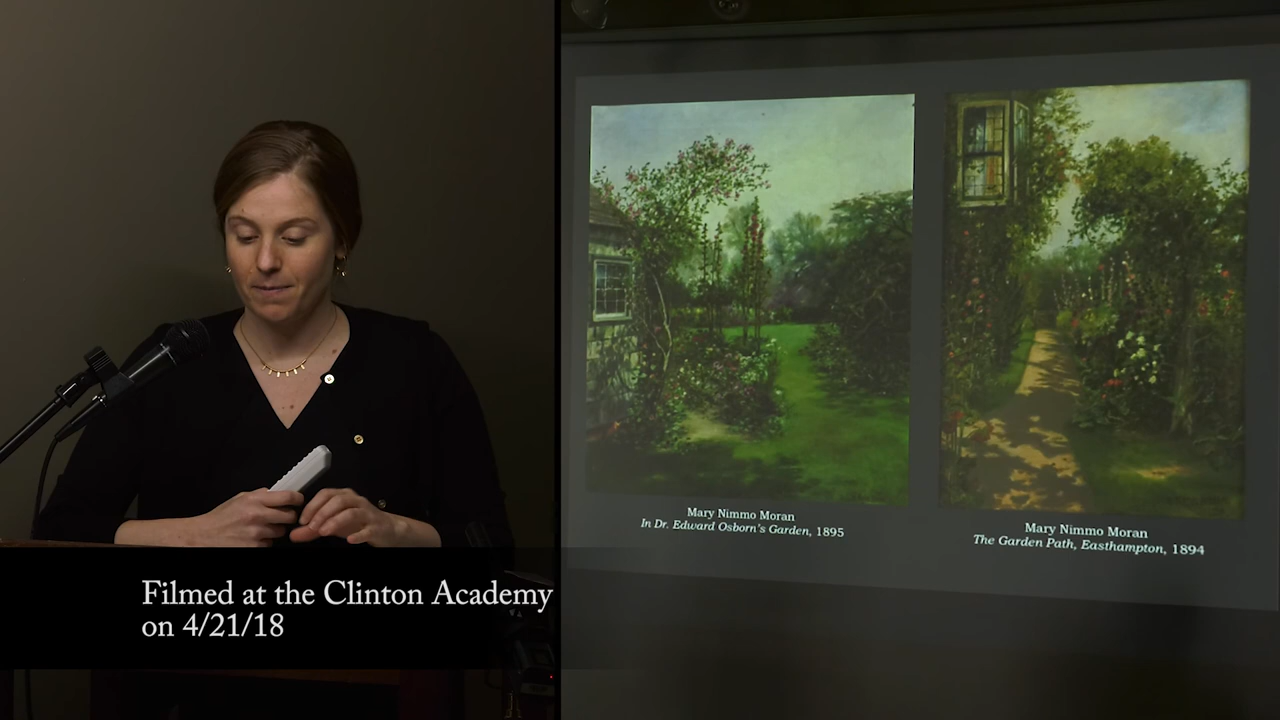 Mary Nimmo Moran
In Dr. Edward Osborn's Garden, 1895
Mary Nimmo Moran
The Garden Path, Easthampton, 1894
Filmed at the Clinton Academy
on 4/21/18